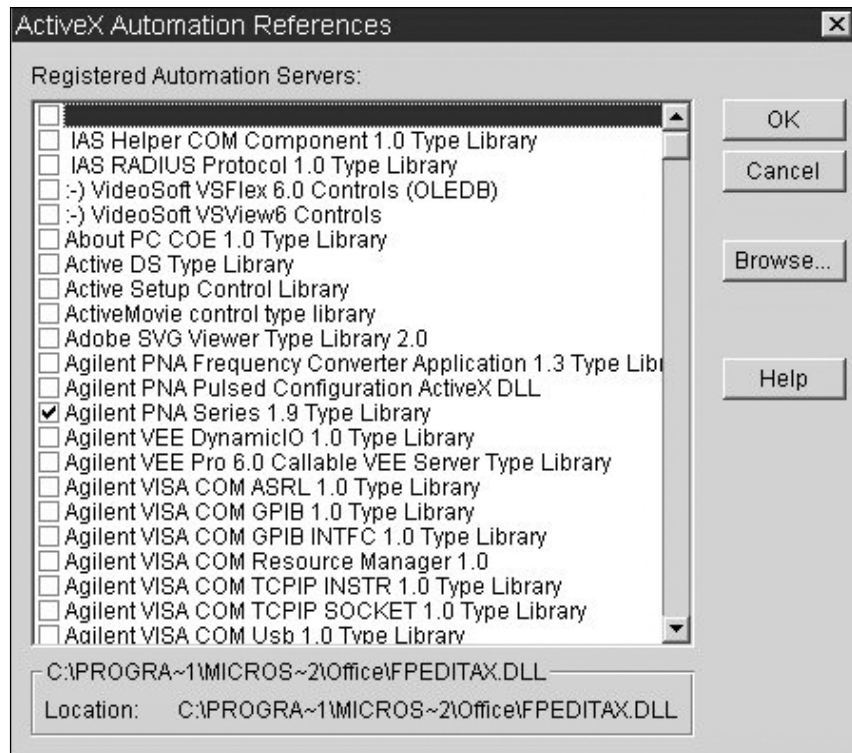 ActiveX Automation References
Registered Automation Servers:
IAS Helper COM Component 1.0 Type Library
IAS RADIUS Protocol 1.0 Type Library
:-) VideoSoft VSFlex 6.0 Controls (OLEDB)
:-) VideoSoft VSView6 Controls
About PC COE 1.0 Type Library
Active DS Type Library
Active Setup Control Library
ActiveMovie control type library
Adobe SVG Viewer Type Library 2.0
Agilent PNA Frequency Converter Application 1.3 Type Libr
Agilent PNA Pulsed Configuration ActiveX DLL
Agilent PNA Series 1.9 Type Library
Agilent VEE DynamicIO 1.0 Type Library
Agilent VEE Pro 6.0 Callable VEE Server Type Library
Agilent VISA COM ASRL 1.0 Type Library
Agilent VISA COM GPIB 1.0 Type Library
Agilent VISA COM GPIB INTFC 1.0 Type Library
Agilent VISA COM Resource Manager 1.0
Agilent VISA COM TCPIP INSTR 1.0 Type Library
Agilent VISA COM TCPIP SOCKET 1.0 Type Library
Agilent VISA COM Usb 1.0 Type Library
OK
Cancel
Browse...
Help
C:\PROGRA~1\MICROS~2\Office\FPEDITAX.DLL
Location: C:\PROGRA~1\MICROS~2\Office\FPEDITAX.DLL